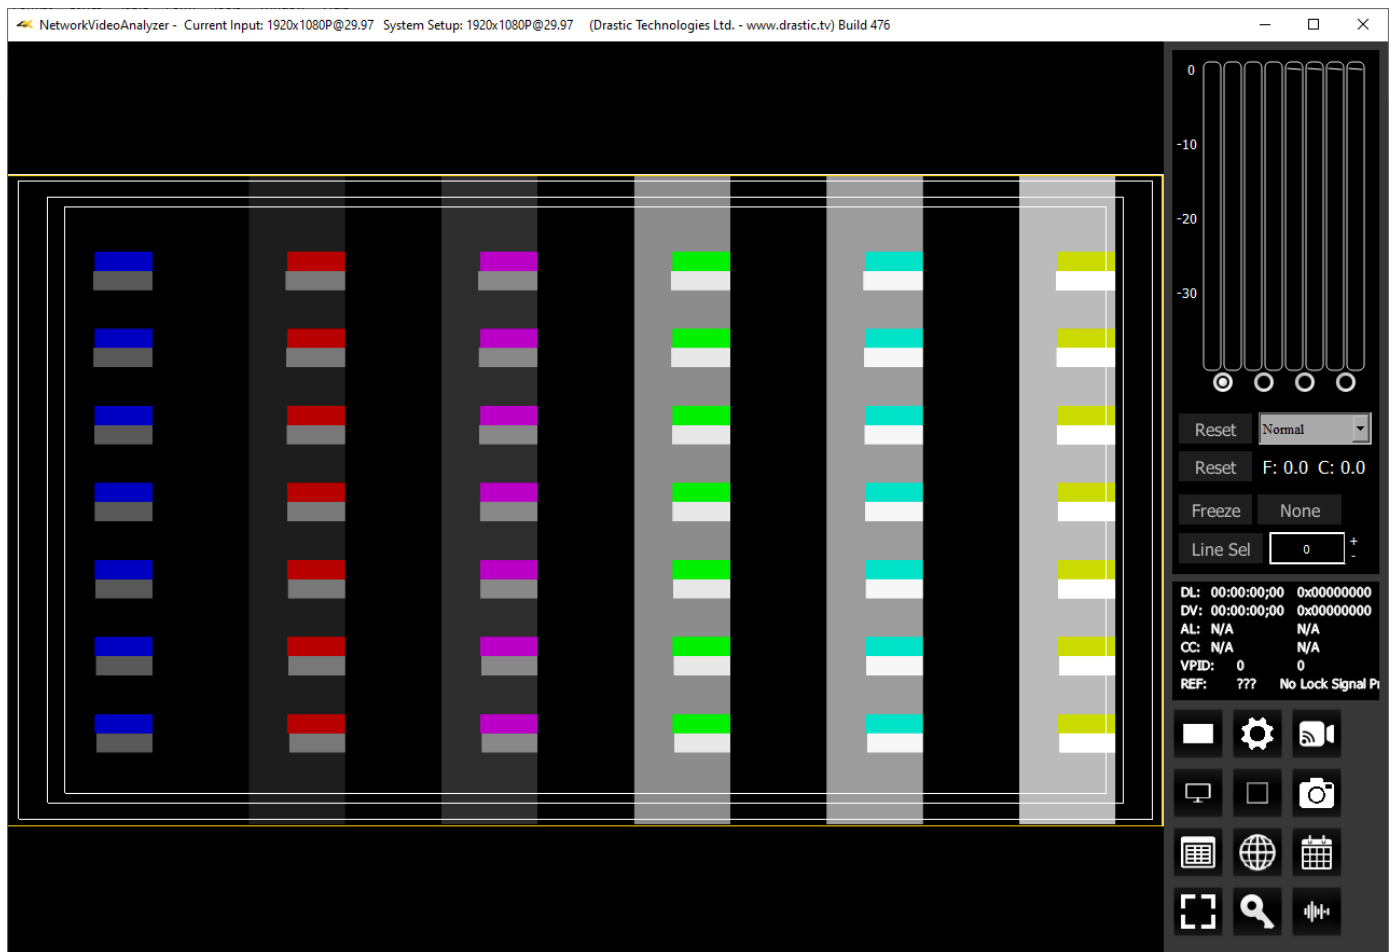 NetworkVideoAnalyzer - Current Input: 1920x1080P@29.97 System Setup: 1920x1080P@29.97 (Drastic Technologies Ltd. - www.drastic.tv) Build 476
0
-10
-20
-30
Reset Normal
Reset F: 0.0 C: 0.0
Freeze None
Line Sel 0 + -
DL: 00:00:00;00 0x00000000
DV: 00:00:00;00 0x00000000
AL: N/A N/A
CC: N/A N/A
VPID: 0 0
REF: ??? No Lock Signal